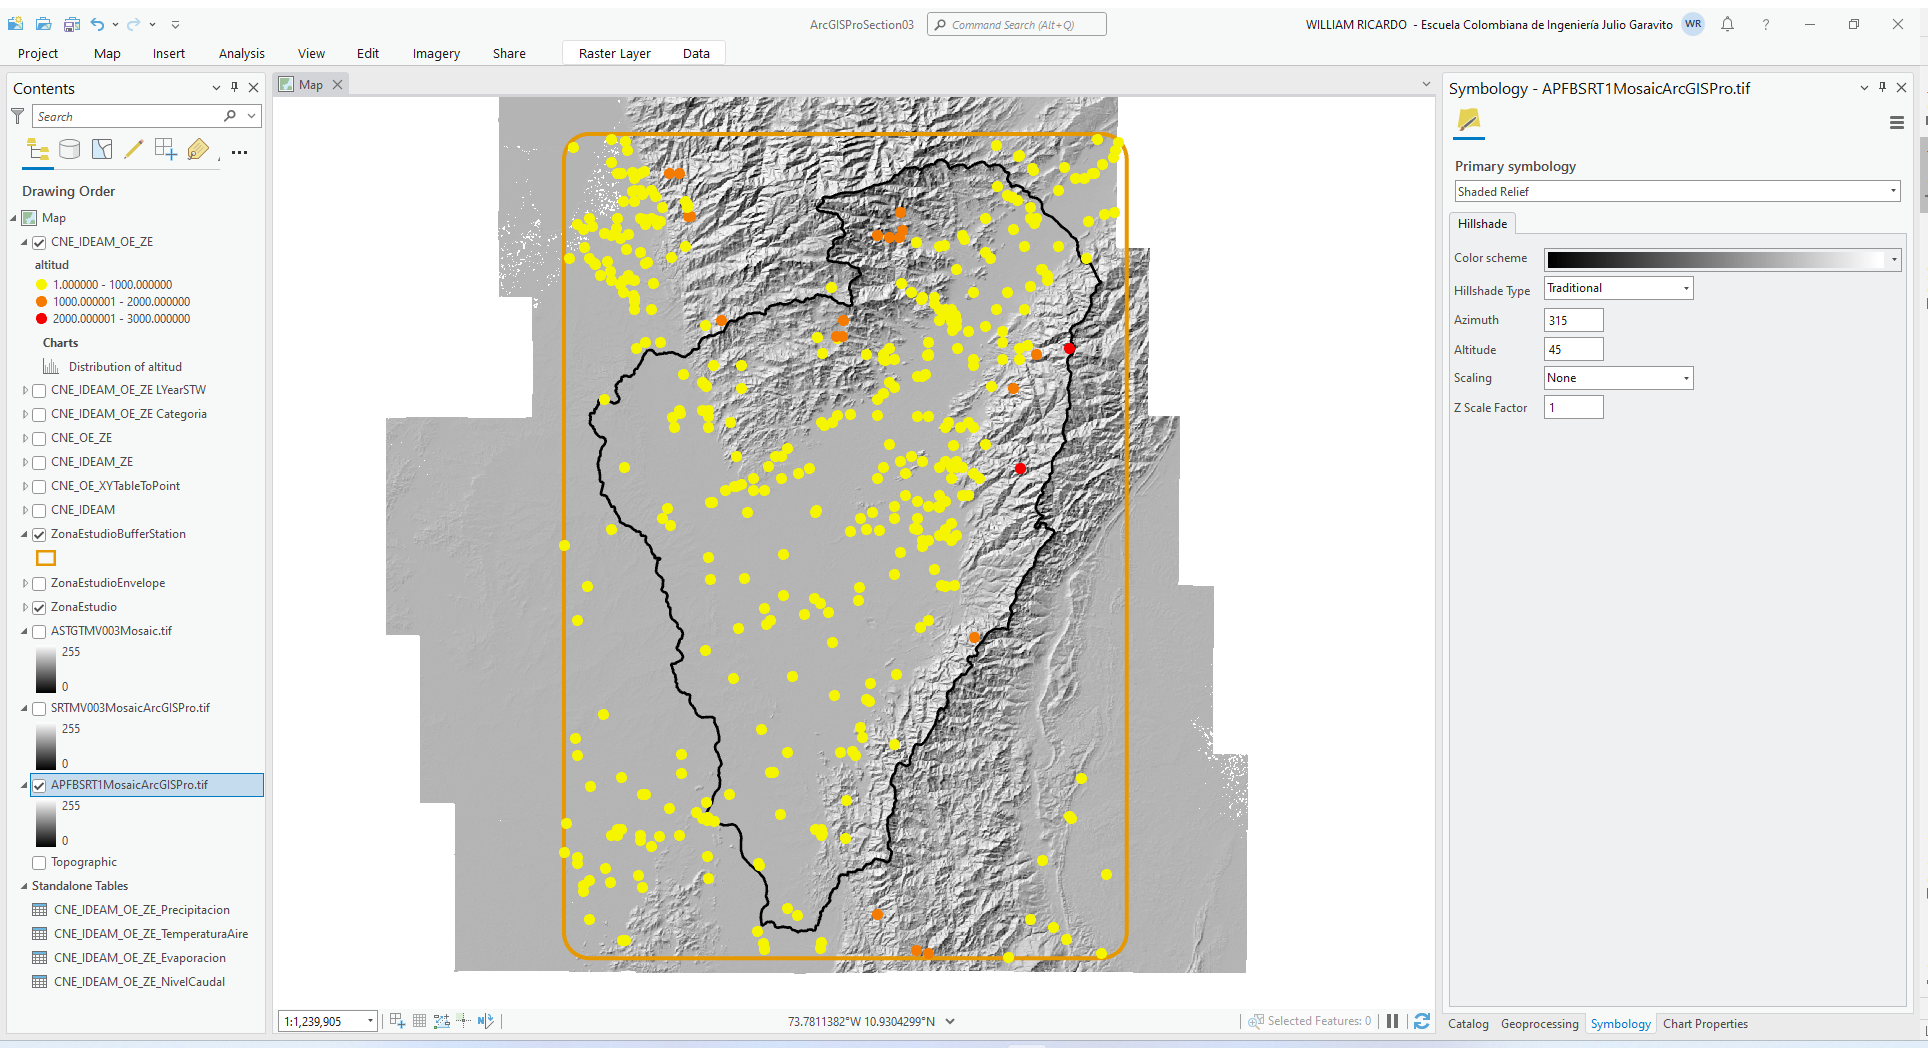 ArcGISProSection03
Command Search (Alt+Q)
WILLIAM RICARDO - Escuela Colombiana de Ingeniería Julio Garavito
WR
?
Project
Map
Insert
Analysis
View
Edit
Imagery
Share
Raster Layer
Data
Contents
Search
Drawing Order
Map
CNE_IDEAM_OE_ZE
altitud
1.000000 - 1000.000000
1000.000001 - 2000.000000
2000.000001 - 3000.000000
Charts
Distribution of altitud
CNE_IDEAM_OE_ZE LYearSTW
CNE_IDEAM_OE_ZE Categoria
CNE_OE_ZE
CNE_IDEAM_ZE
CNE_OE_XYTableToPoint
CNE_IDEAM
ZonaEstudioBufferStation
ZonaEstudioEnvelope
ZonaEstudio
ASTGTMV003Mosaic.tif
255
0
SRTMV003MosaicArcGISPro.tif
255
0
APFBSRT1MosaicArcGISPro.tif
255
0
Topographic
Standalone Tables
CNE_IDEAM_OE_ZE_Precipitacion
CNE_IDEAM_OE_ZE_TemperaturaAire
CNE_IDEAM_OE_ZE_Evaporacion
CNE_IDEAM_OE_ZE_NivelCaudal
Map
1:1,239,905
73.7811382°W 10.9304299°N
Selected Features: 0
Symbology - APFBSRT1MosaicArcGISPro.tif
Primary symbology
Shaded Relief
Hillshade
Color scheme
Hillshade Type
Traditional
Azimuth
315
Altitude
45
Scaling
None
Z Scale Factor
1
Catalog
Geoprocessing
Symbology
Chart Properties